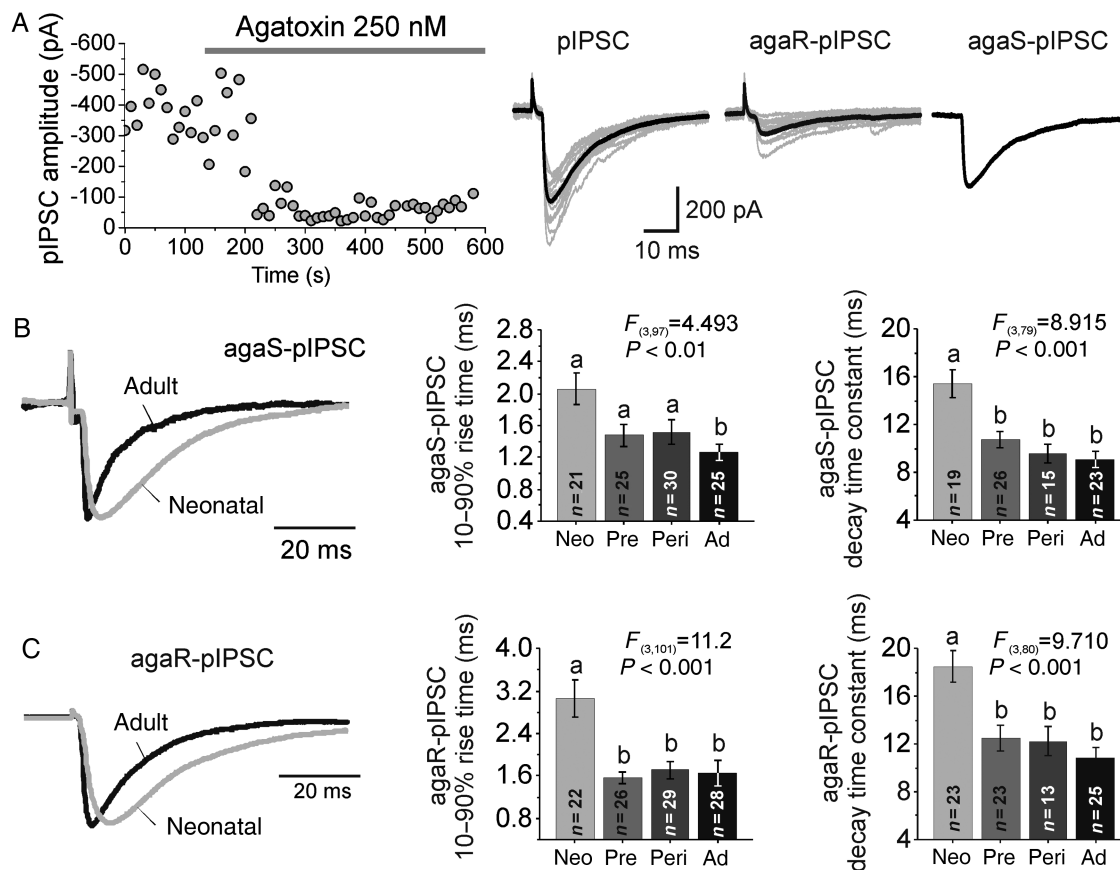 A
Agatoxin 250 nM
pIPSC amplitude (pA)
-600
-500
-400
-300
-200
-100
0
0 100 200 300 400 500 600
Time (s)
pIPSC
agaR-pIPSC
agaS-pIPSC
200 pA
10 ms
B
agaS-pIPSC
Adult
Neonatal
20 ms
agaS-pIPSC
10–90% rise time (ms)
2.8
2.4
2.0
1.6
1.2
0.8
0.4
F(3,97)=4.493
P < 0.01
a
a
a
b
n=21
n=25
n=30
n=25
Neo Pre Peri Ad
agaS-pIPSC
decay time constant (ms)
20
16
12
8
4
F(3,79)=8.915
P < 0.001
a
b
b
b
n=19
n=26
n=15
n=23
Neo Pre Peri Ad
C
agaR-pIPSC
Adult
Neonatal
20 ms
agaR-pIPSC
10–90% rise time (ms)
4.0
3.2
2.4
1.6
0.8
F(3,101)=11.2
P < 0.001
a
b
b
b
n=22
n=26
n=29
n=28
Neo Pre Peri Ad
agaR-pIPSC
decay time constant (ms)
20
16
12
8
4
F(3,80)=9.710
P < 0.001
a
b
b
b
n=23
n=23
n=13
n=25
Neo Pre Peri Ad